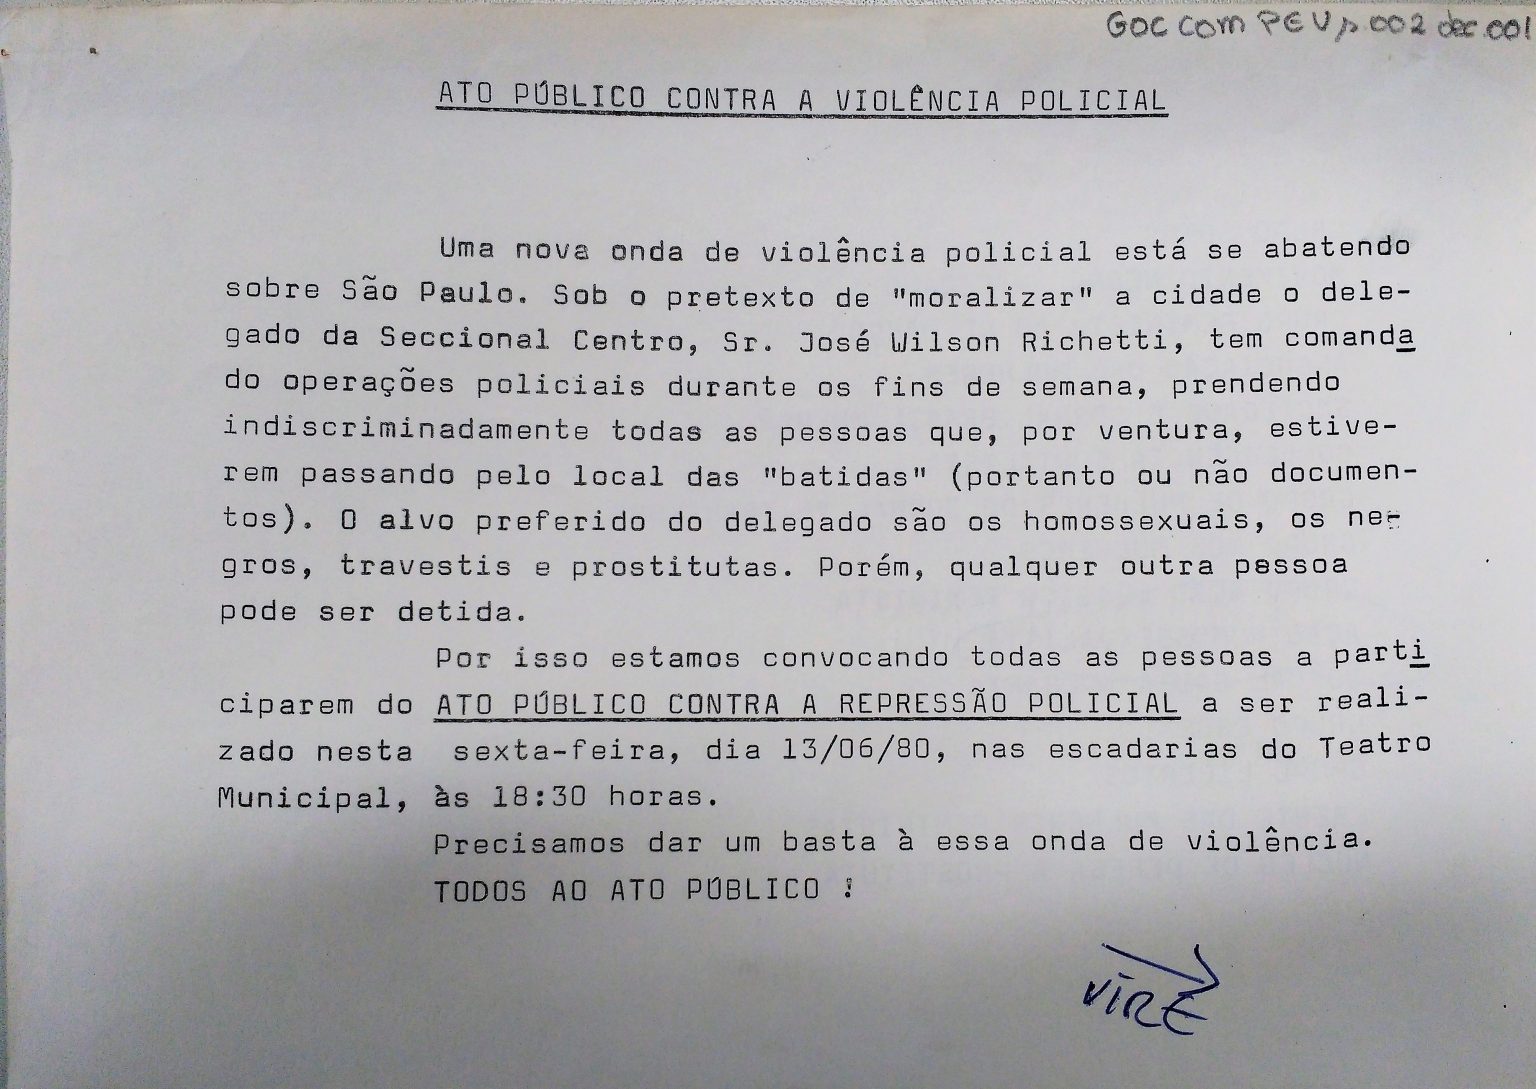 GOC COM PEV p.002 dec.001
ATO PÚBLICO CONTRA A VIOLÊNCIA POLICIAL
Uma nova onda de violência policial está se abatendo
sobre São Paulo. Sob o pretexto de "moralizar" a cidade o dele-
gado da Seccional Centro, Sr. José Wilson Richetti, tem comanda
do operações policiais durante os fins de semana, prendendo
indiscriminadamente todas as pessoas que, por ventura, estive-
rem passando pelo local das "batidas" (portanto ou não documen-
tos). O alvo preferido do delegado são os homossexuais, os ne-
gros, travestis e prostitutas. Porém, qualquer outra pessoa
pode ser detida.
Por isso estamos convocando todas as pessoas a parti
ciparem do ATO PÚBLICO CONTRA A REPRESSÃO POLICIAL a ser reali-
zado nesta sexta-feira, dia 13/06/80, nas escadarias do Teatro
Municipal, às 18:30 horas.
Precisamos dar um basta à essa onda de violência.
TODOS AO ATO PÚBLICO !
VIRE